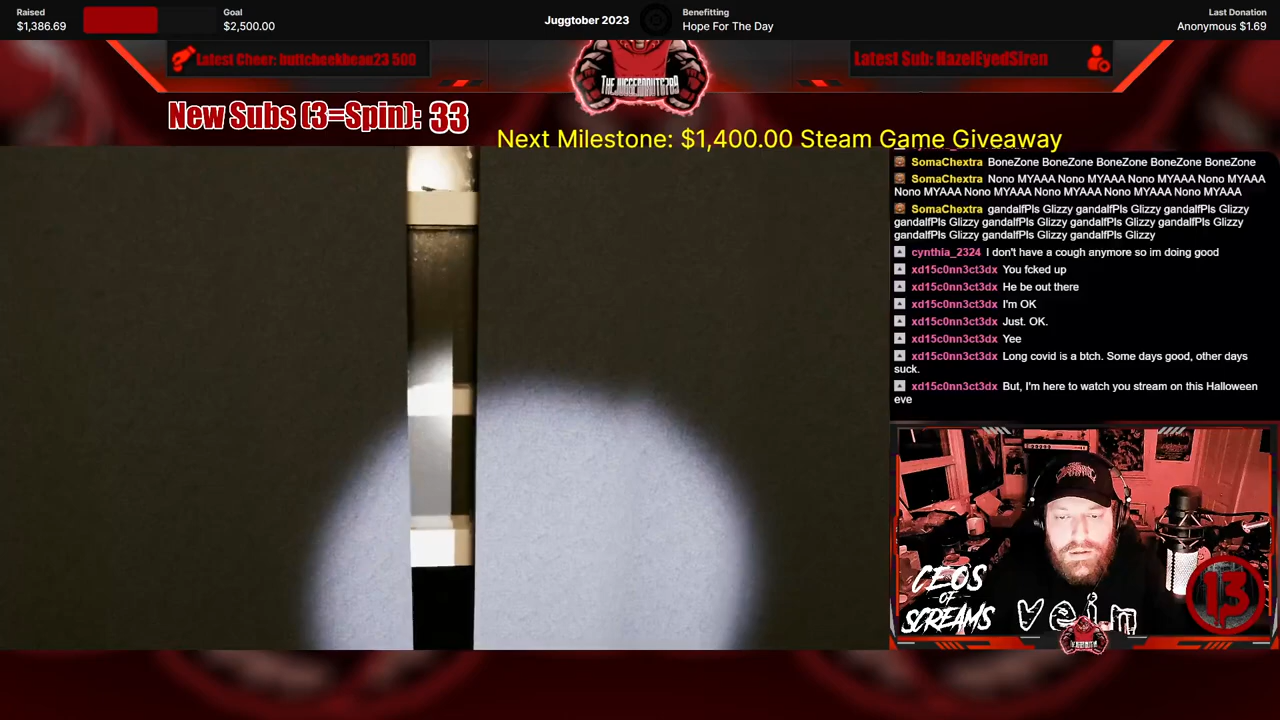 Raised
$1,386.69
Goal
$2,500.00
Juggtober 2023
Benefitting
Hope For The Day
Last Donation
Anonymous $1.69
Latest Cheer: buttcheekbean23 500
THEJUGGERNAUT6789
Latest Sub: HazelEyedSiren
New Subs (3=Spin): 33
Next Milestone: $1,400.00 Steam Game Giveaway
SomaChextra BoneZone BoneZone BoneZone BoneZone BoneZone
SomaChextra Nono MYAAA Nono MYAAA Nono MYAAA Nono MYAAA
Nono MYAAA Nono MYAAA Nono MYAAA Nono MYAAA Nono MYAAA
SomaChextra gandalfPls Glizzy gandalfPls Glizzy gandalfPls Glizzy
gandalfPls Glizzy gandalfPls Glizzy gandalfPls Glizzy gandalfPls Glizzy
gandalfPls Glizzy gandalfPls Glizzy gandalfPls Glizzy
cynthia_2324 I don't have a cough anymore so im doing good
xd15c0nn3ct3dx You fcked up
xd15c0nn3ct3dx He be out there
xd15c0nn3ct3dx I'm OK
xd15c0nn3ct3dx Just. OK.
xd15c0nn3ct3dx Yee
xd15c0nn3ct3dx Long covid is a btch. Some days good, other days
suck.
xd15c0nn3ct3dx But, I'm here to watch you stream on this Halloween
eve
CEOS
OF
SCREAMS
vein
13